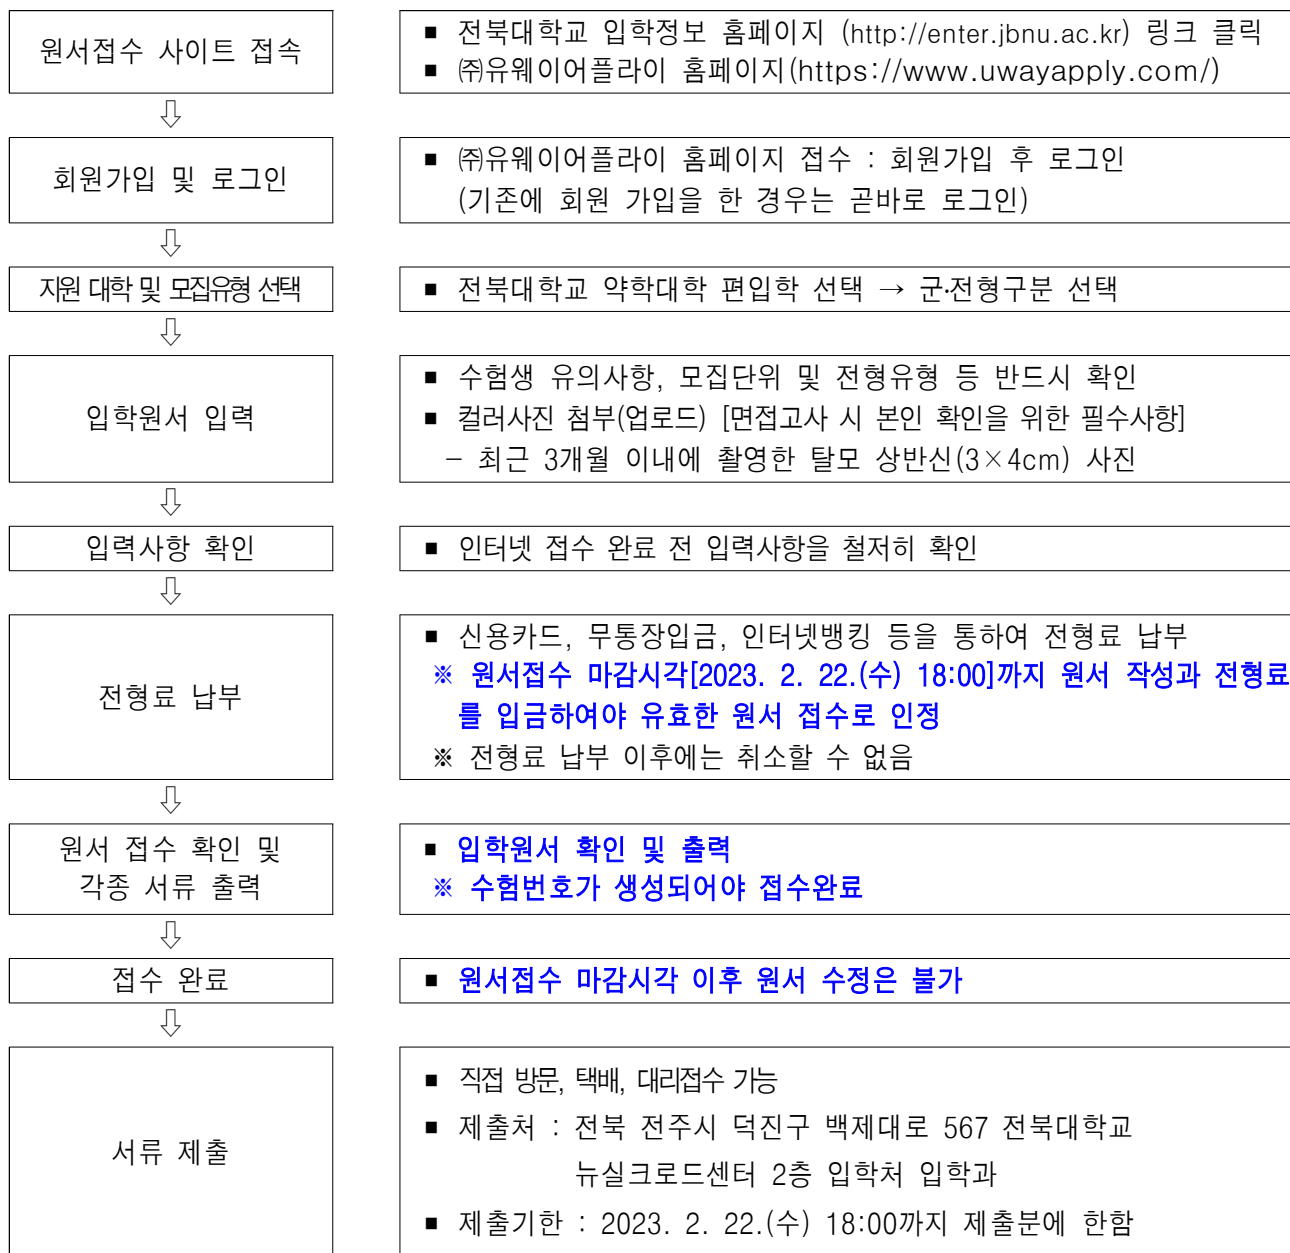 원서접수 사이트 접속
■ 전북대학교 입학정보 홈페이지 (http://enter.jbnu.ac.kr) 링크 클릭
■ ㈜유웨이어플라이 홈페이지(https://www.uwayapply.com/)
⇩
회원가입 및 로그인
■ ㈜유웨이어플라이 홈페이지 접수 : 회원가입 후 로그인
(기존에 회원 가입을 한 경우는 곧바로 로그인)
⇩
지원 대학 및 모집유형 선택
■ 전북대학교 약학대학 편입학 선택 → 군·전형구분 선택
⇩
입학원서 입력
■ 수험생 유의사항, 모집단위 및 전형유형 등 반드시 확인
■ 컬러사진 첨부(업로드) [면접고사 시 본인 확인을 위한 필수사항]
- 최근 3개월 이내에 촬영한 탈모 상반신(3×4cm) 사진
⇩
입력사항 확인
■ 인터넷 접수 완료 전 입력사항을 철저히 확인
⇩
전형료 납부
■ 신용카드, 무통장입금, 인터넷뱅킹 등을 통하여 전형료 납부
※ 원서접수 마감시각[2023. 2. 22.(수) 18:00]까지 원서 작성과 전형료
를 입금하여야 유효한 원서 접수로 인정
※ 전형료 납부 이후에는 취소할 수 없음
⇩
원서 접수 확인 및
각종 서류 출력
■ 입학원서 확인 및 출력
※ 수험번호가 생성되어야 접수완료
⇩
접수 완료
■ 원서접수 마감시각 이후 원서 수정은 불가
⇩
서류 제출
■ 직접 방문, 택배, 대리접수 가능
■ 제출처 : 전북 전주시 덕진구 백제대로 567 전북대학교
뉴실크로드센터 2층 입학처 입학과
■ 제출기한 : 2023. 2. 22.(수) 18:00까지 제출분에 한함